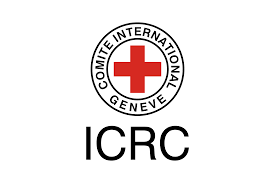 COMITE INTERNATIONAL
GENEVE
ICRC